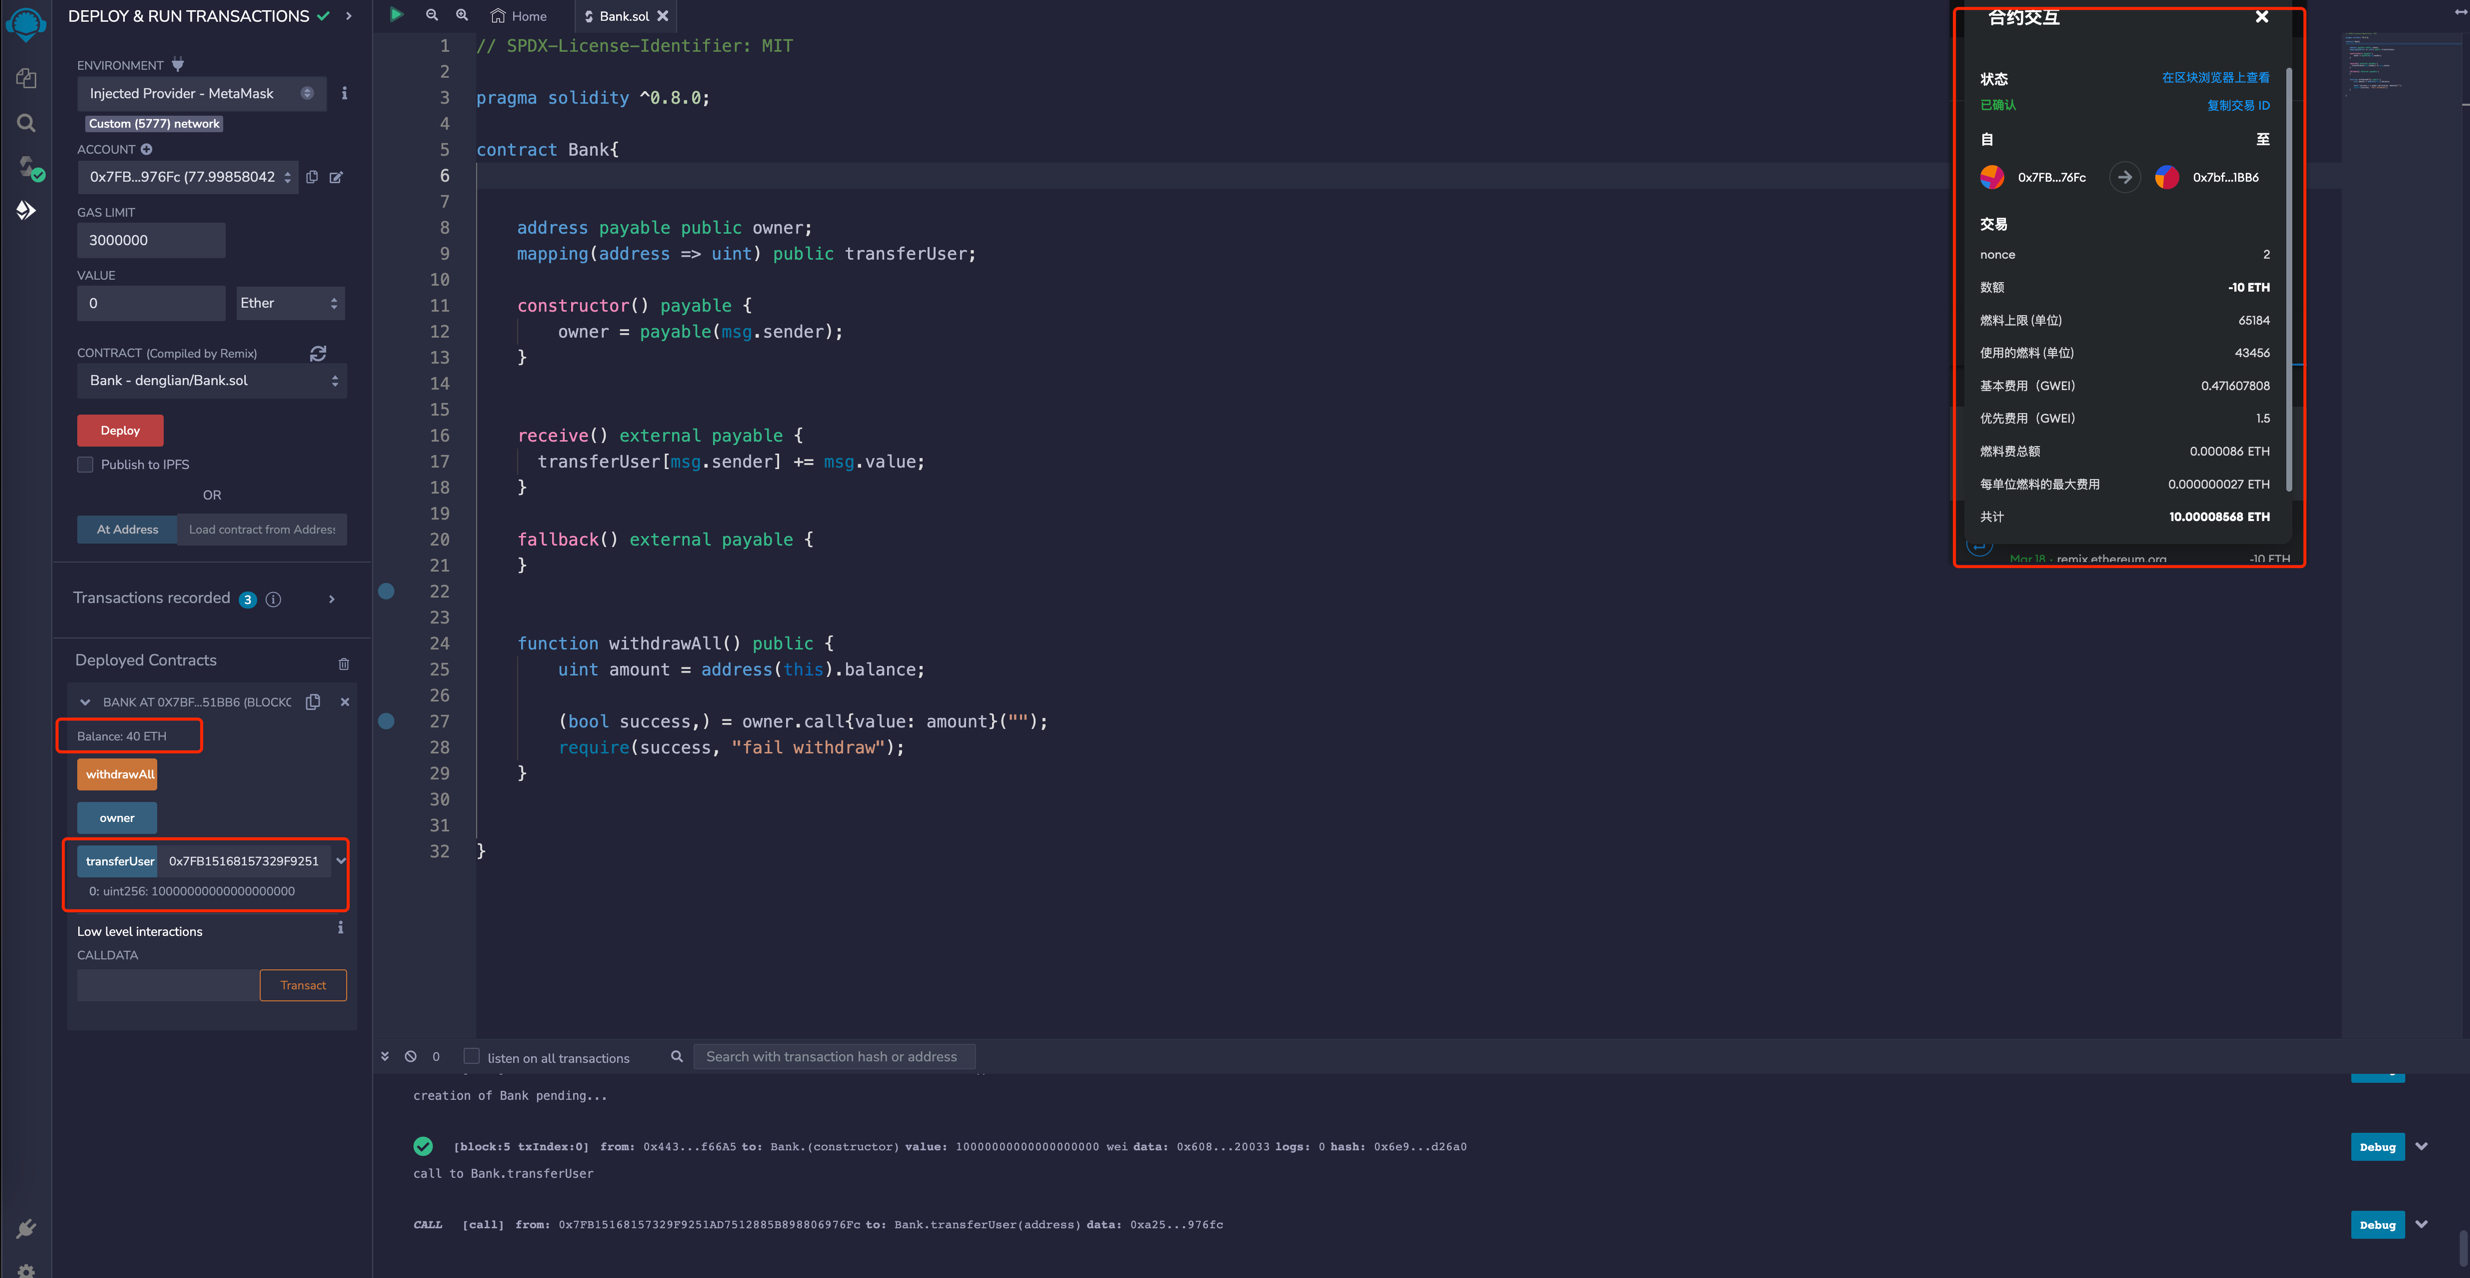 DEPLOY & RUN TRANSACTIONS
ENVIRONMENT
Injected Provider - MetaMask
Custom (5777) network
ACCOUNT
0x7FB...976Fc (77.99858042
GAS LIMIT
3000000
VALUE
0
Ether
CONTRACT (Compiled by Remix)
Bank - denglian/Bank.sol
Deploy
Publish to IPFS
OR
At Address
Load contract from Address
Transactions recorded 3
Deployed Contracts
BANK AT 0X7BF...51BB6 (BLOCKC
Balance: 40 ETH
withdrawAll
owner
transferUser 0x7FB15168157329F9251
0: uint256: 10000000000000000000
Low level interactions
CALLDATA
Transact
Home
Bank.sol
1 // SPDX-License-Identifier: MIT
2
3 pragma solidity ^0.8.0;
4
5 contract Bank{
6
7
8 address payable public owner;
9 mapping(address => uint) public transferUser;
10
11 constructor() payable {
12 owner = payable(msg.sender);
13 }
14
15
16 receive() external payable {
17 transferUser[msg.sender] += msg.value;
18 }
19
20 fallback() external payable {
21 }
22
23
24 function withdrawAll() public {
25 uint amount = address(this).balance;
26
27 (bool success,) = owner.call{value: amount}("");
28 require(success, "fail withdraw");
29 }
30
31
32 }
合约交互
状态 在区块浏览器上查看
已确认 复制交易 ID
自 至
0x7FB...76Fc 0x7bf...1BB6
交易
nonce 2
数额 -10 ETH
燃料上限 (单位) 65184
使用的燃料 (单位) 43456
基本费用（GWEI） 0.471607808
优先费用（GWEI） 1.5
燃料费总额 0.000086 ETH
每单位燃料的最大费用 0.000000027 ETH
共计 10.00008568 ETH
Mar 18 · remix.ethereum.org -10 ETH
0 listen on all transactions
Search with transaction hash or address
creation of Bank pending...
[block:5 txIndex:0] from: 0x443...f66A5 to: Bank.(constructor) value: 10000000000000000000 wei data: 0x608...20033 logs: 0 hash: 0x6e9...d26a0
Debug
call to Bank.transferUser
CALL [call] from: 0x7FB15168157329F9251AD7512885B898806976Fc to: Bank.transferUser(address) data: 0xa25...976fc
Debug